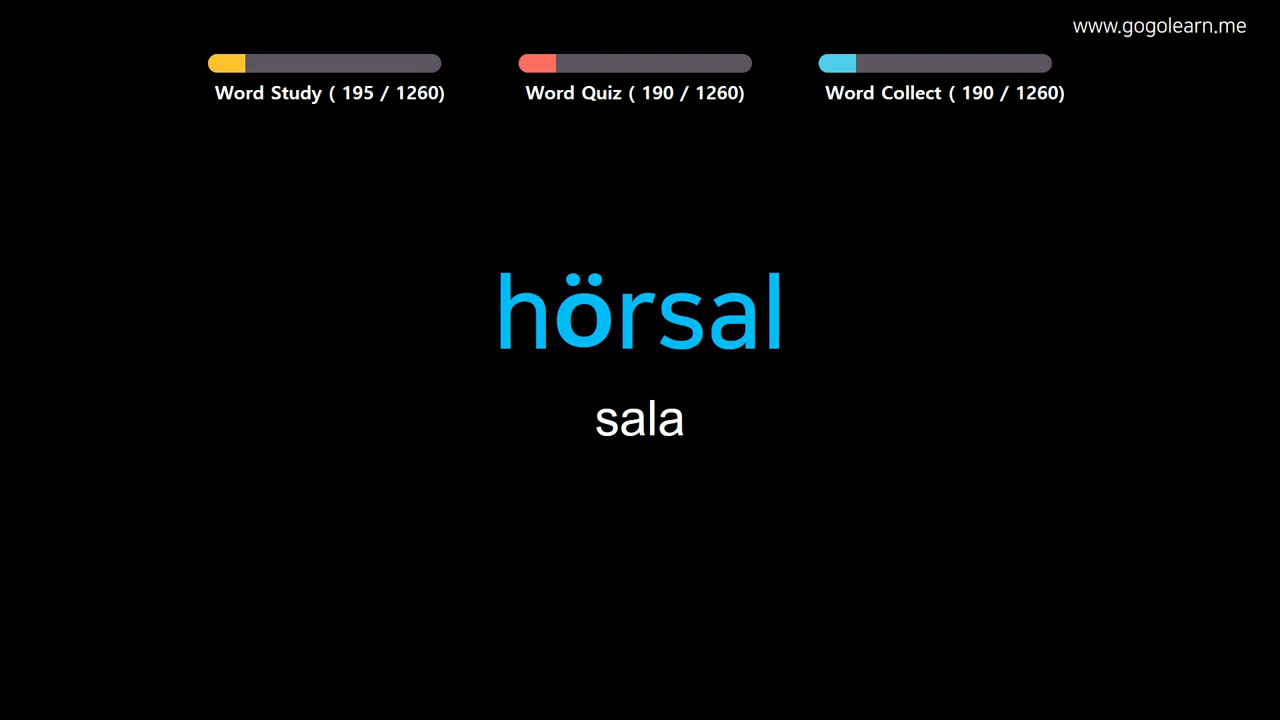 www.gogolearn.me
Word Study ( 195 / 1260)
Word Quiz ( 190 / 1260)
Word Collect ( 190 / 1260)
hörsal
sala